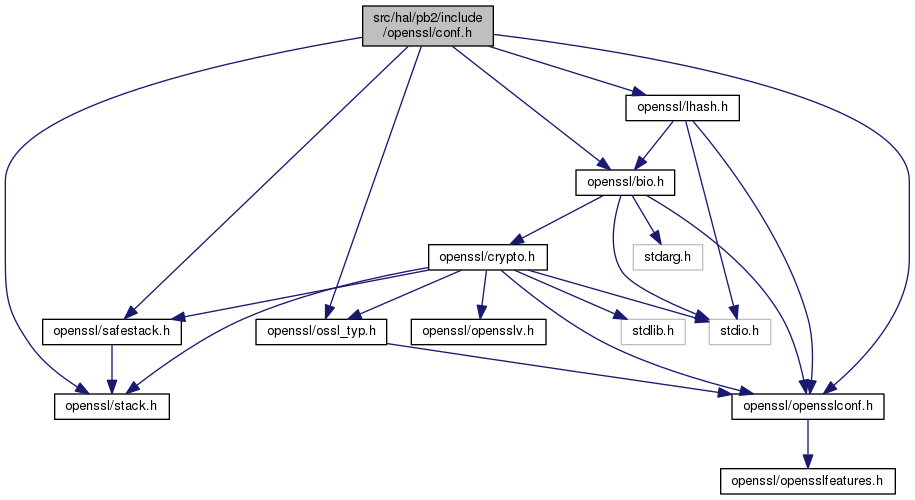 src/hal/pb2/include
/openssl/conf.h
openssl/lhash.h
openssl/bio.h
openssl/crypto.h
stdarg.h
openssl/safestack.h
openssl/ossl_typ.h
openssl/opensslv.h
stdlib.h
stdio.h
openssl/stack.h
openssl/opensslconf.h
openssl/opensslfeatures.h